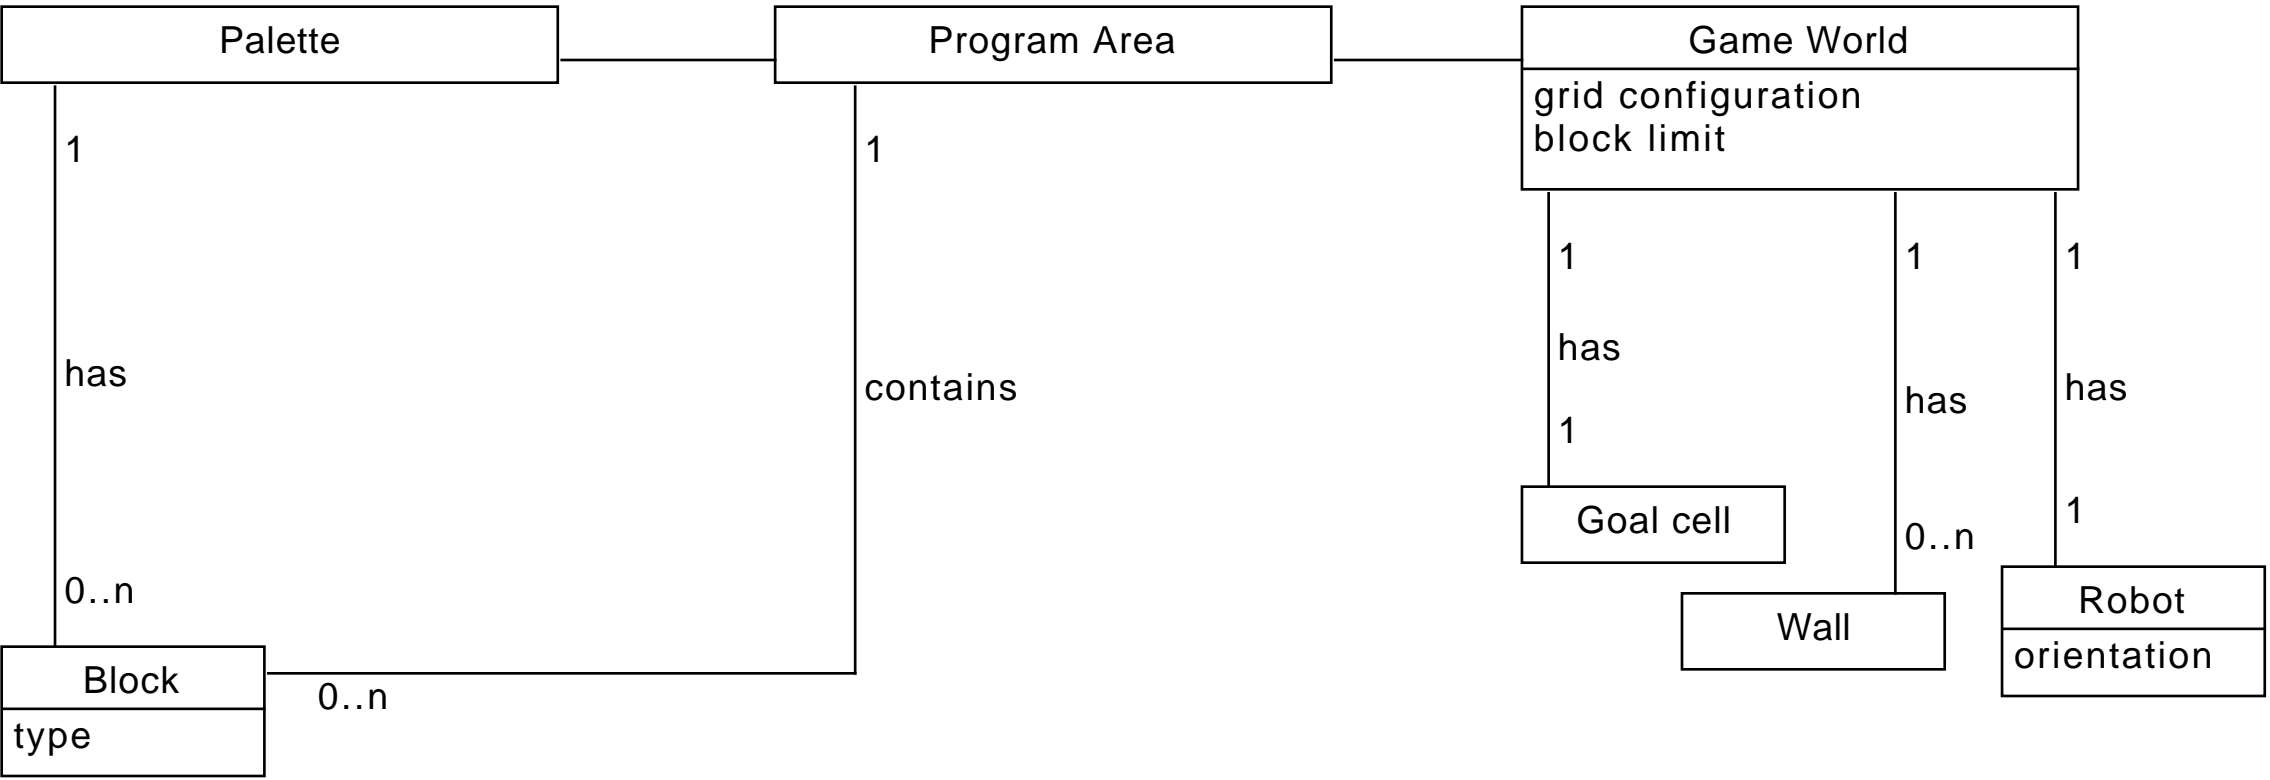 Palette
Program Area
Game World
grid configuration
block limit
1
1
1
1
1
has
contains
has
has
has
1
0..n
1
0..n
Goal cell
Wall
Robot
orientation
Block
type
0..n